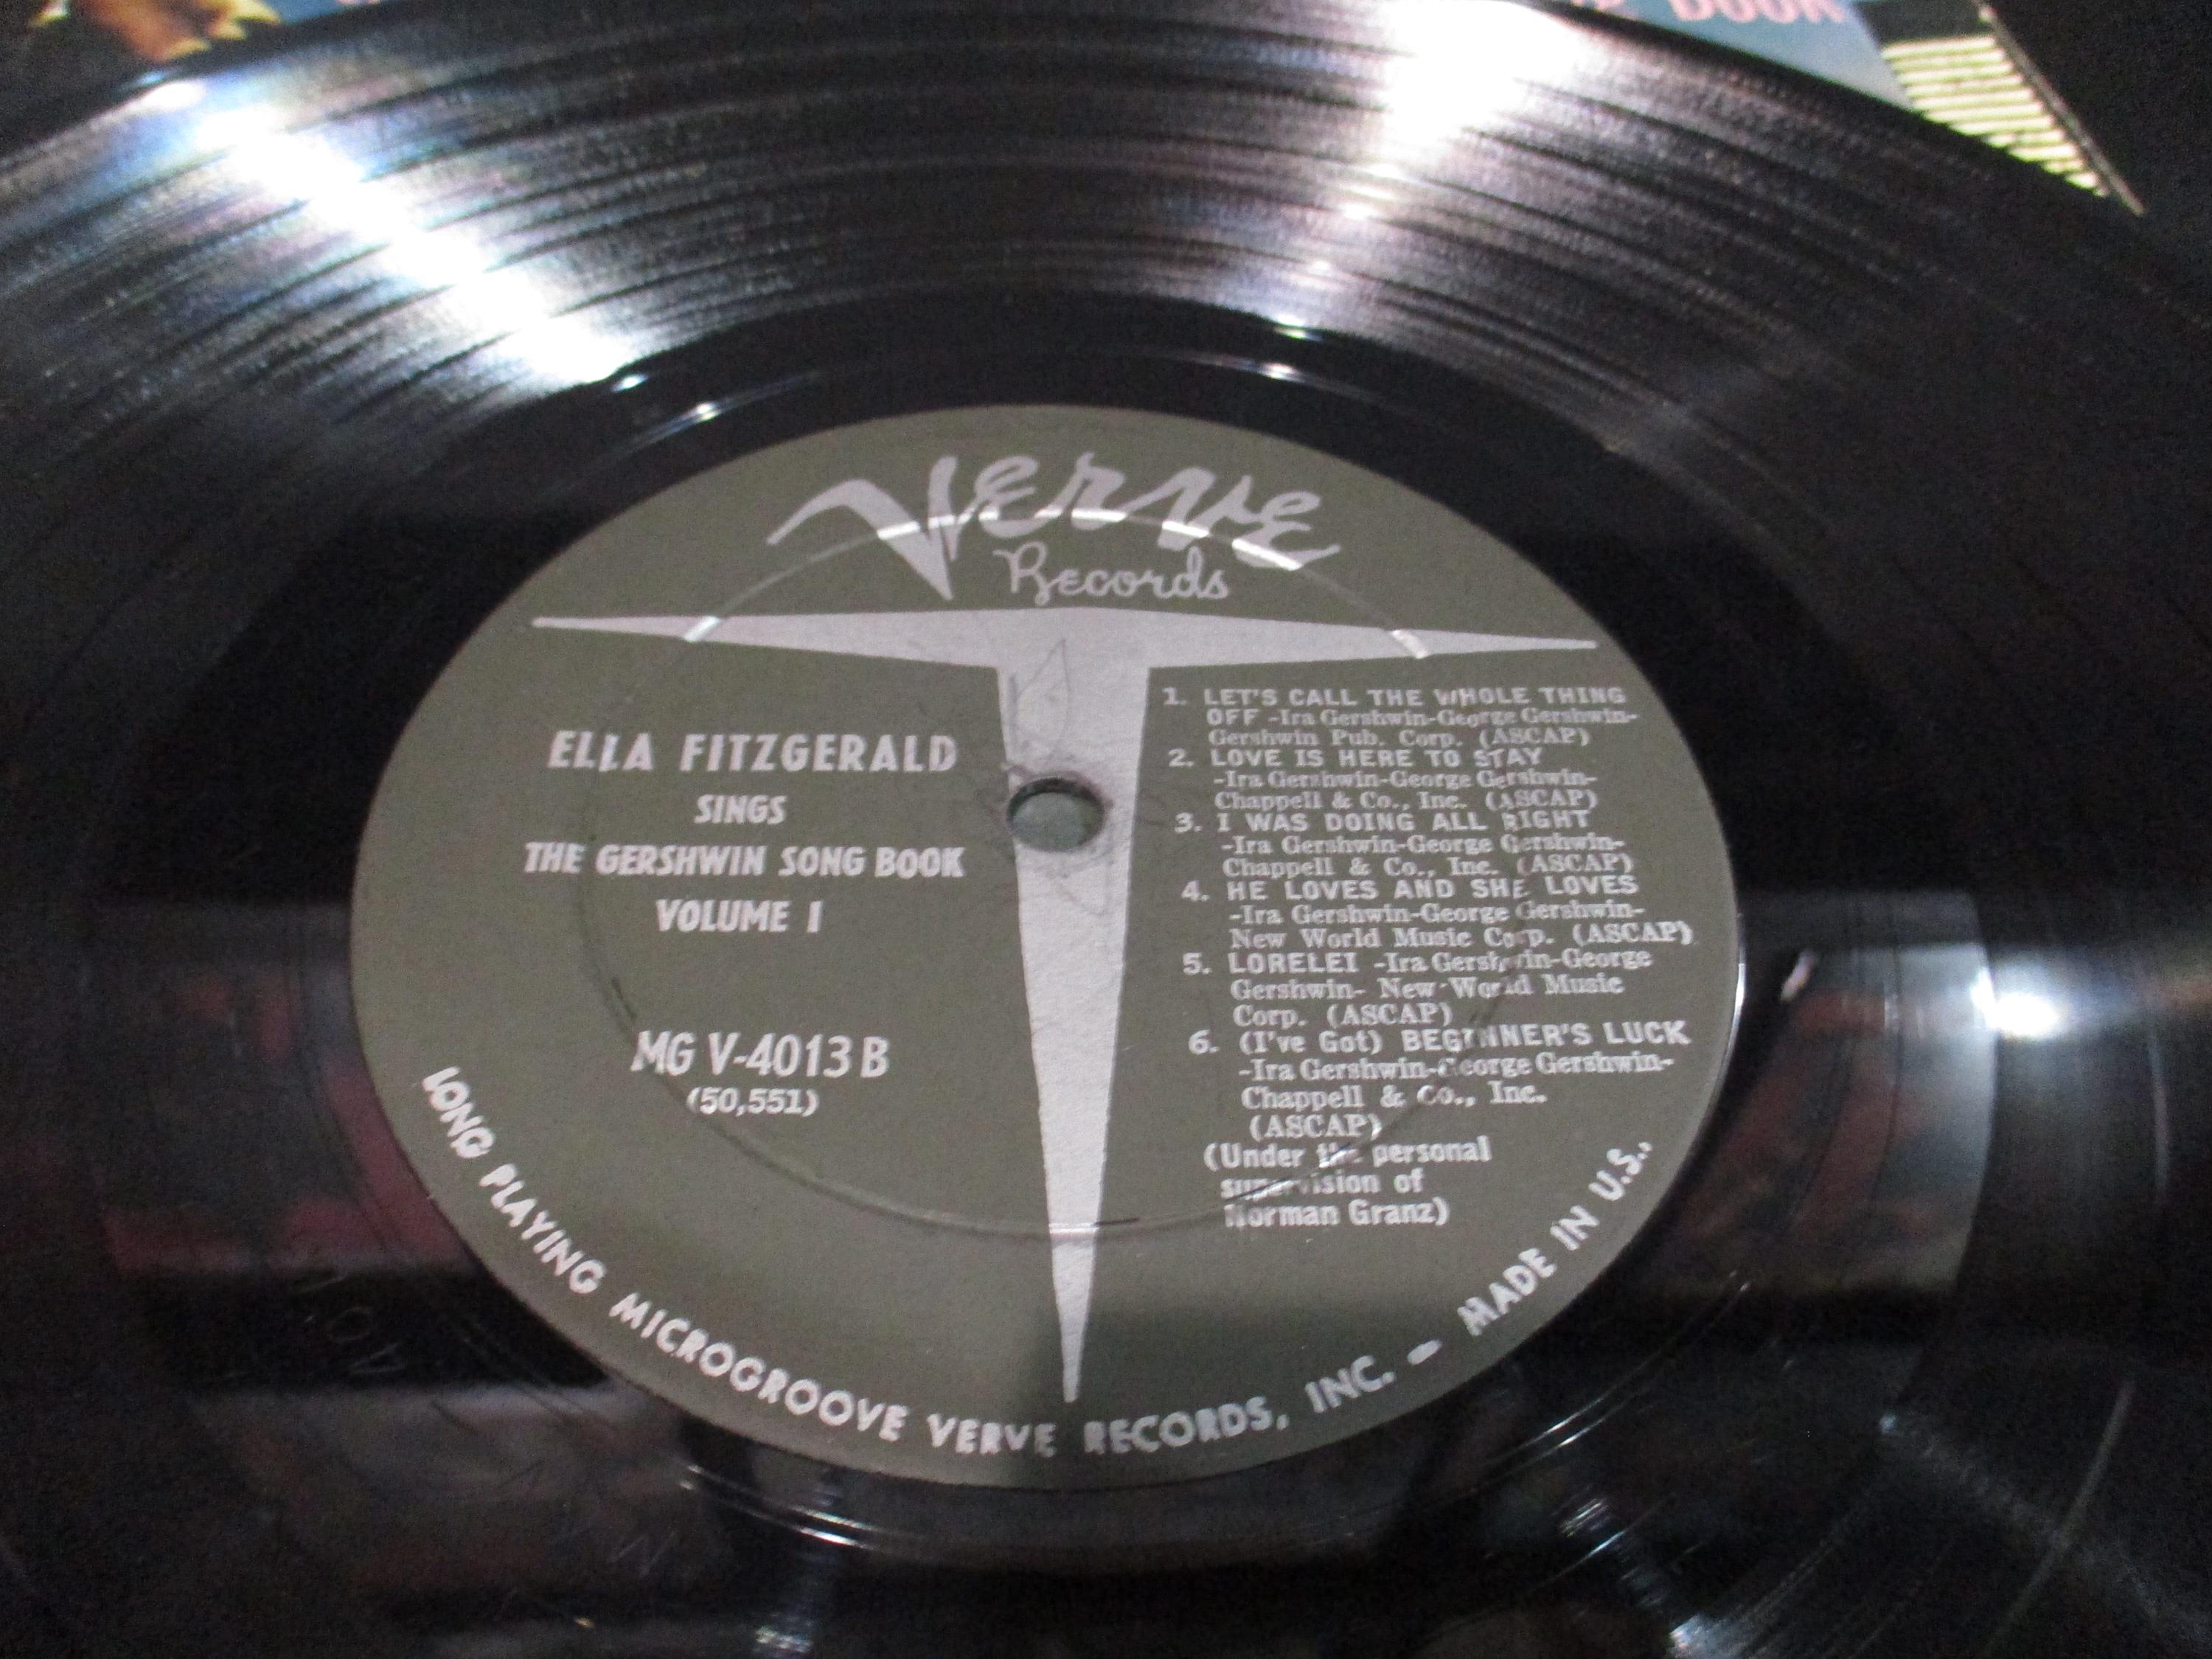 BOOK
Verve
Records
ELLA FITZGERALD
SINGS
THE GERSHWIN SONG BOOK
VOLUME 1
MG V-4013 B
(50,551)
1. LET'S CALL THE WHOLE THING
OFF -Ira Gershwin-George Gershwin-
Gershwin Pub. Corp. (ASCAP)
2. LOVE IS HERE TO STAY
-Ira Gershwin-George Gershwin-
Chappell & Co., Inc. (ASCAP)
3. I WAS DOING ALL RIGHT
-Ira Gershwin-George Gershwin-
Chappell & Co., Inc. (ASCAP)
4. HE LOVES AND SHE LOVES
-Ira Gershwin-George Gershwin-
New World Music Corp. (ASCAP)
5. LORELEI -Ira Gershwin-George
Gershwin- New World Music
Corp. (ASCAP)
6. (I've Got) BEGINNER'S LUCK
-Ira Gershwin-George Gershwin-
Chappell & Co., Inc.
(ASCAP)
(Under the personal
supervision of
Norman Granz)
LONG PLAYING MICROGROOVE VERVE RECORDS, INC. – MADE IN U.S.